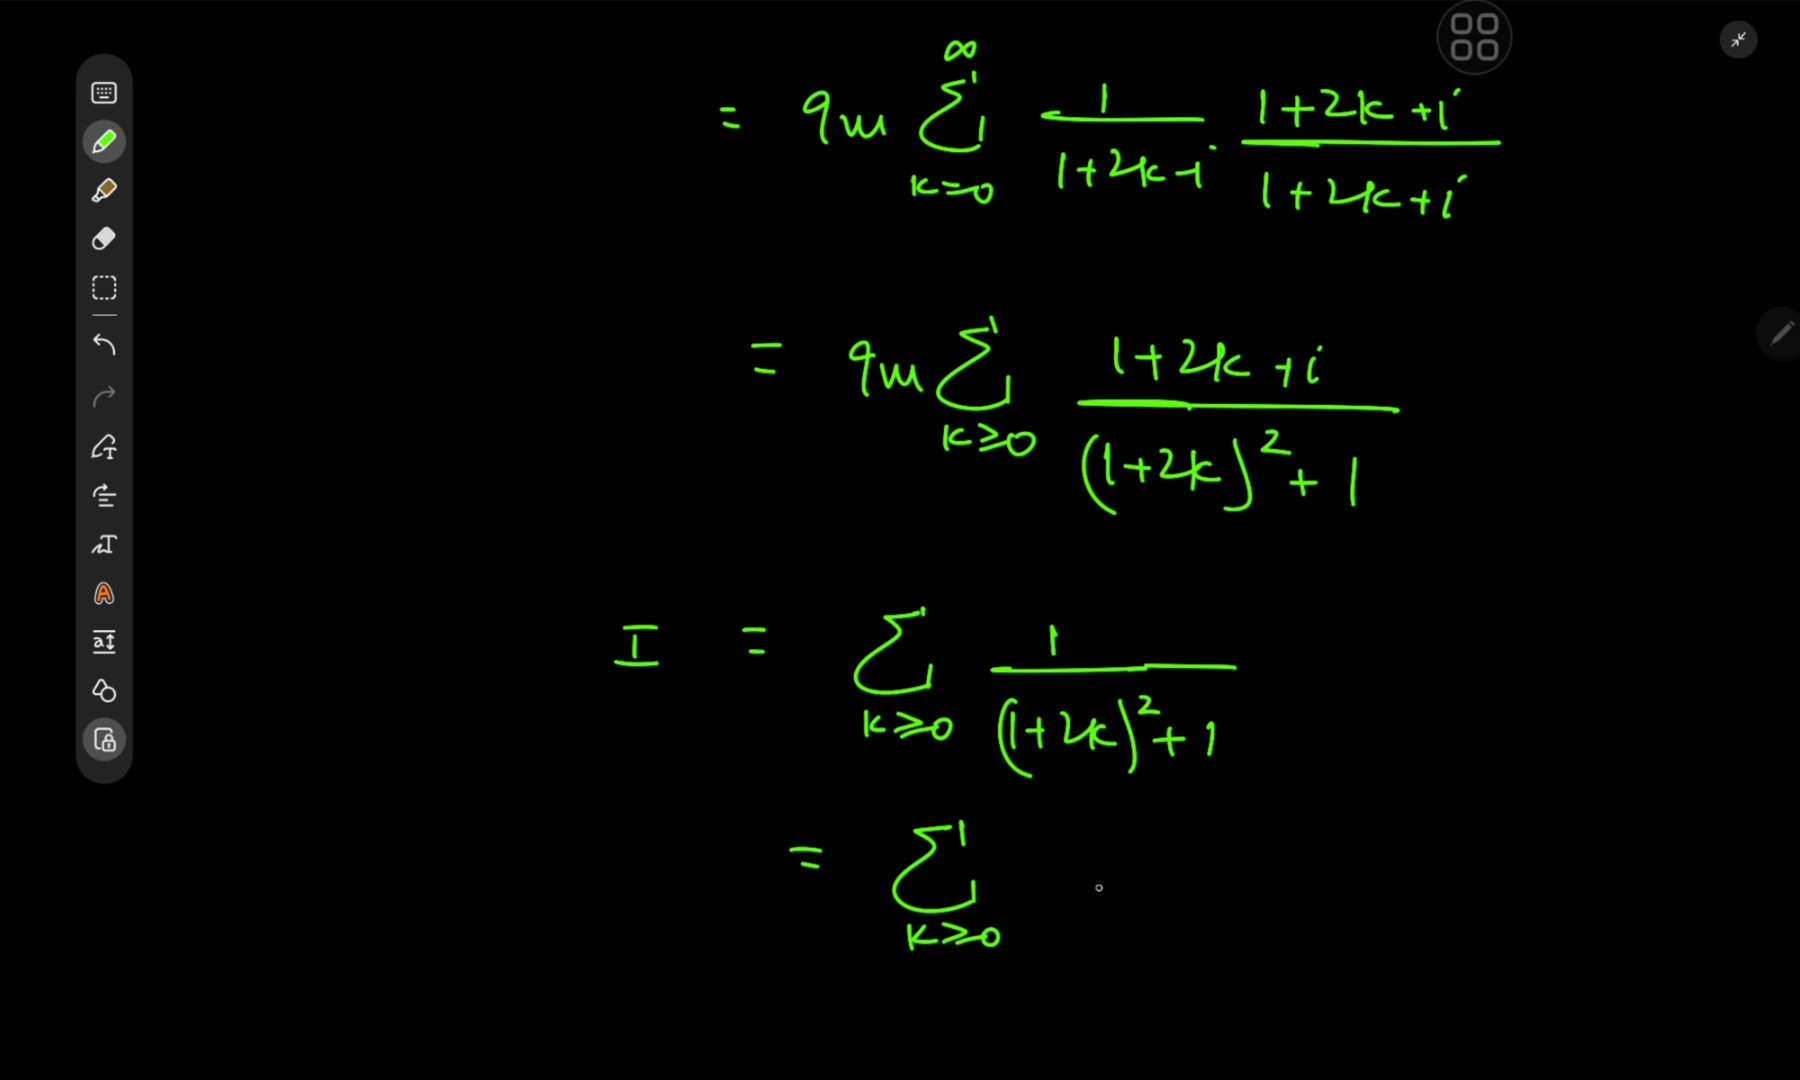 = Im ∞ Σ k=0 1/(1+2k-i) (1+2k+i)/(1+2k+i)
= Im Σ k≥0 (1+2k+i)/((1+2k)²+1)
I = Σ k≥0 1/((1+2k)²+1)
= Σ k≥0